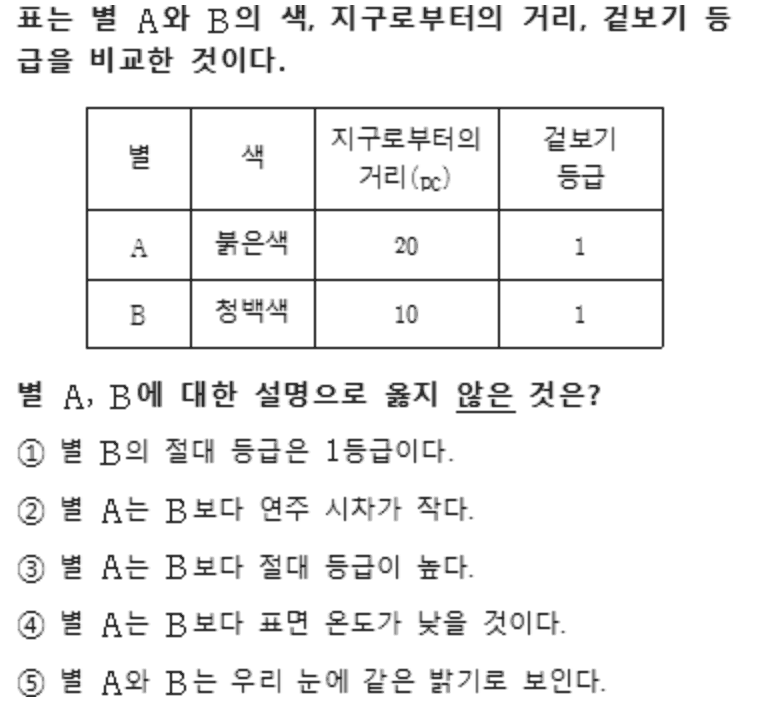 표는 별 A와 B의 색, 지구로부터의 거리, 겉보기 등
급을 비교한 것이다.
별 색 지구로부터의 거리(pc) 겉보기 등급
A 붉은색 20 1
B 청백색 10 1
별 A, B에 대한 설명으로 옳지 않은 것은?
① 별 B의 절대 등급은 1등급이다.
② 별 A는 B보다 연주 시차가 작다.
③ 별 A는 B보다 절대 등급이 높다.
④ 별 A는 B보다 표면 온도가 낮을 것이다.
⑤ 별 A와 B는 우리 눈에 같은 밝기로 보인다.